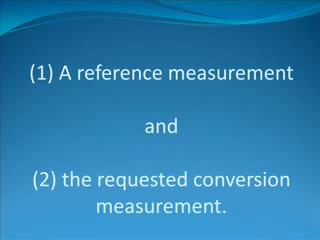 (1) A reference measurement
and
(2) the requested conversion
measurement.